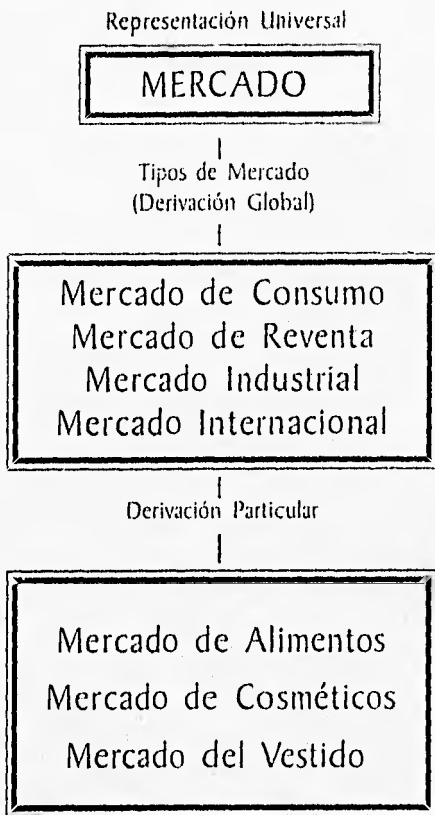 Representación Universal
MERCADO
Tipos de Mercado
(Derivación Global)
Mercado de Consumo
Mercado de Reventa
Mercado Industrial
Mercado Internacional
Derivación Particular
Mercado de Alimentos
Mercado de Cosméticos
Mercado del Vestido